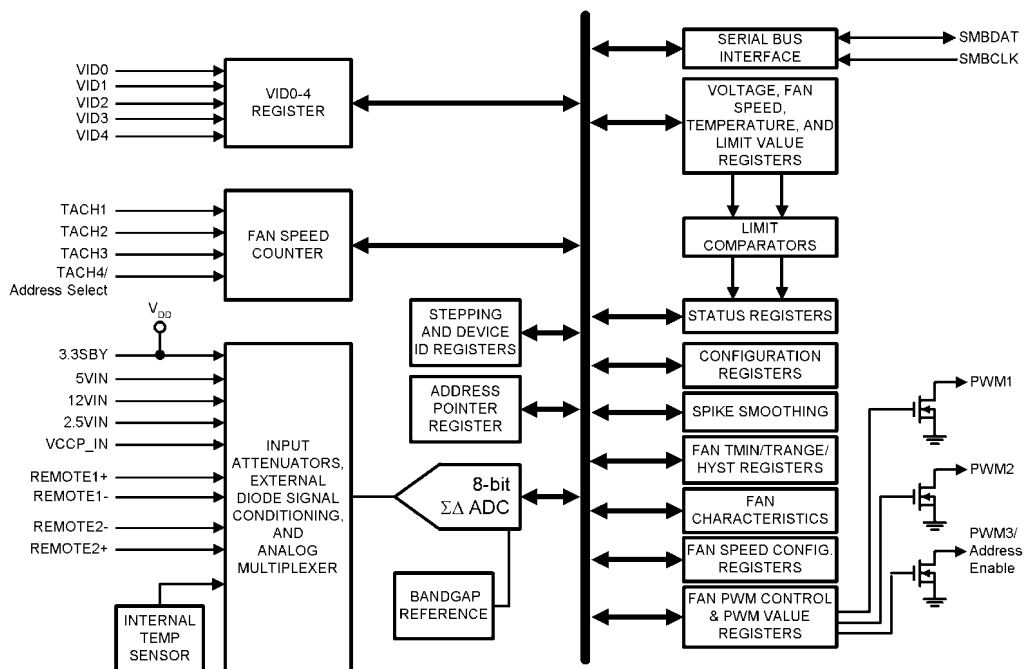 VID0
VID1
VID2
VID3
VID4
VID0-4
REGISTER
TACH1
TACH2
TACH3
TACH4/
Address Select
FAN SPEED
COUNTER
VDD
3.3SBY
5VIN
12VIN
2.5VIN
VCCP_IN
REMOTE1+
REMOTE1-
REMOTE2-
REMOTE2+
INTERNAL
TEMP
SENSOR
INPUT
ATTENUATORS,
EXTERNAL
DIODE SIGNAL
CONDITIONING,
AND
ANALOG
MULTIPLEXER
STEPPING
AND DEVICE
ID REGISTERS
ADDRESS
POINTER
REGISTER
8-bit
ΣΔ ADC
BANDGAP
REFERENCE
SERIAL BUS
INTERFACE
SMBDAT
SMBCLK
VOLTAGE, FAN
SPEED,
TEMPERATURE, AND
LIMIT VALUE
REGISTERS
LIMIT
COMPARATORS
STATUS REGISTERS
CONFIGURATION
REGISTERS
SPIKE SMOOTHING
FAN TMIN/TRANGE/
HYST REGISTERS
FAN
CHARACTERISTICS
FAN SPEED CONFIG.
REGISTERS
FAN PWM CONTROL
& PWM VALUE
REGISTERS
PWM1
PWM2
PWM3/
Address
Enable